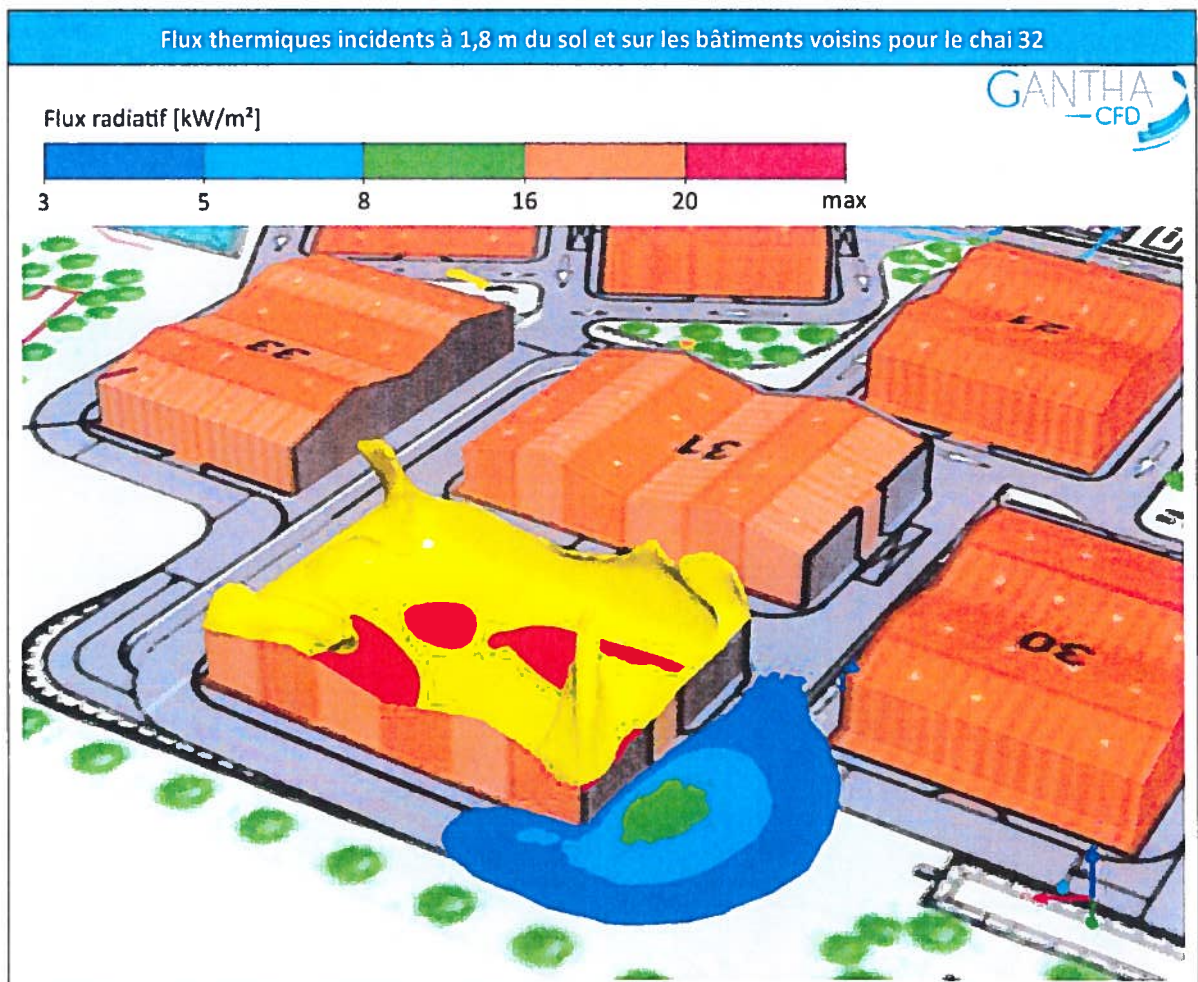 Flux thermiques incidents à 1,8 m du sol et sur les bâtiments voisins pour le chai 32
GANTHA
CFD
Flux radiatif [kW/m²]
3 5 8 16 20 max
33
31
21
30